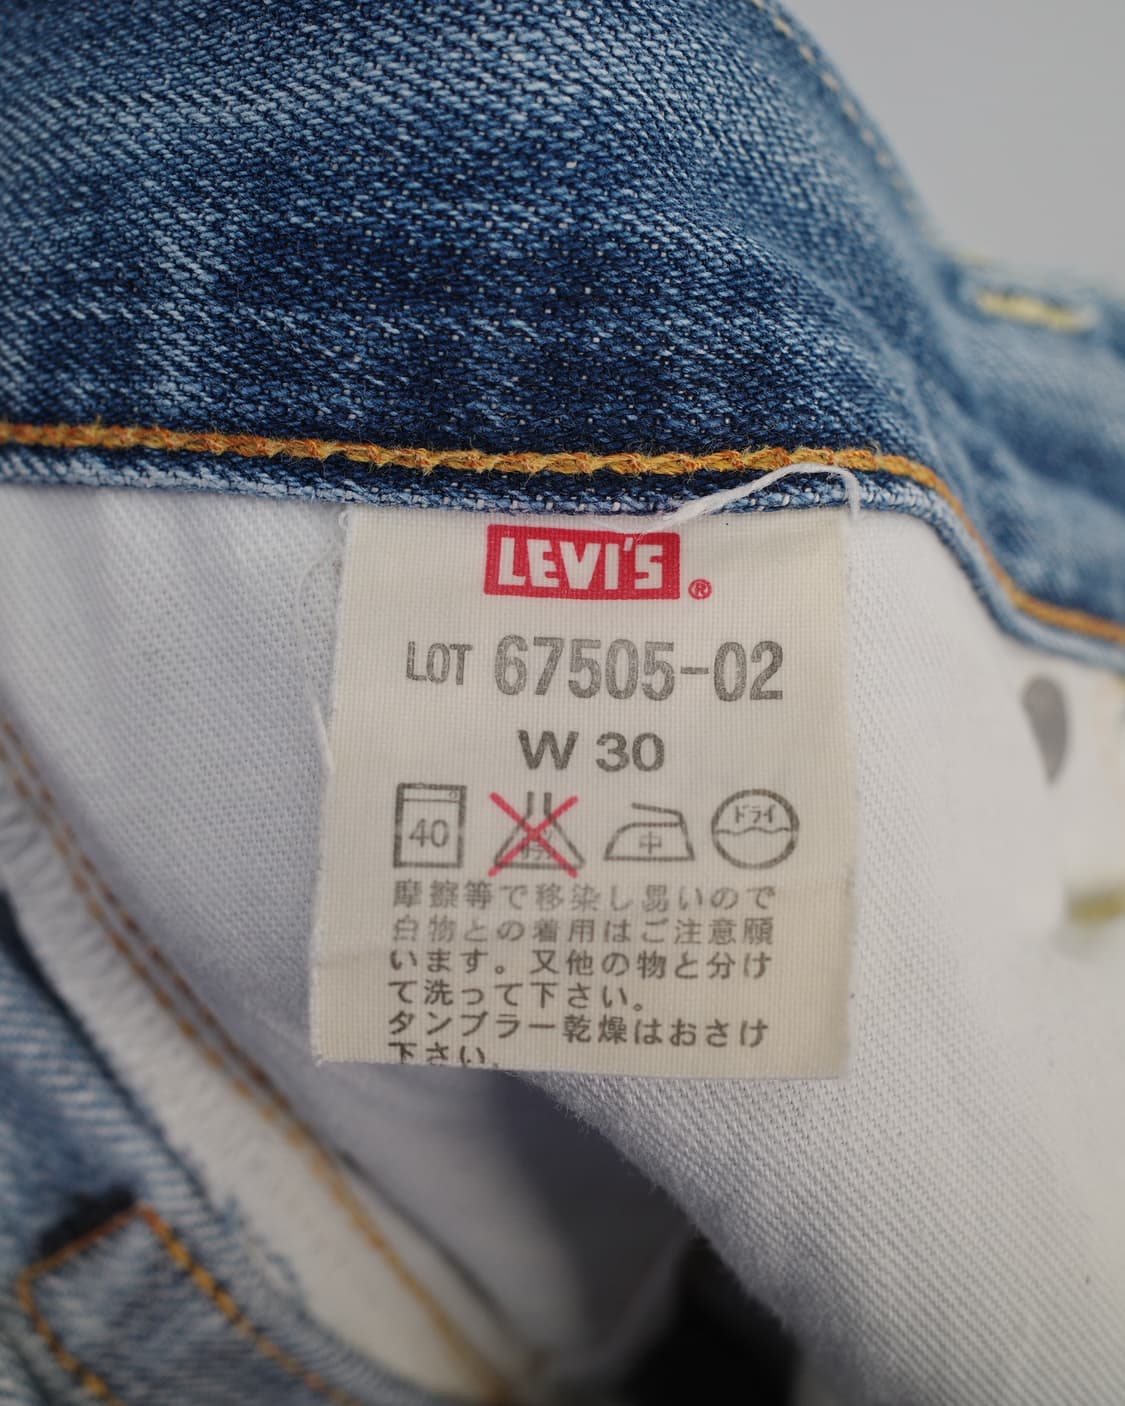 LEVI'S ®
LOT 67505-02
W 30
40 中 ドライ
摩擦等で移染し易いので
白物との着用はご注意願
います。又他の物と分け
て洗って下さい。
タンブラー乾燥はおさけ
下さい。